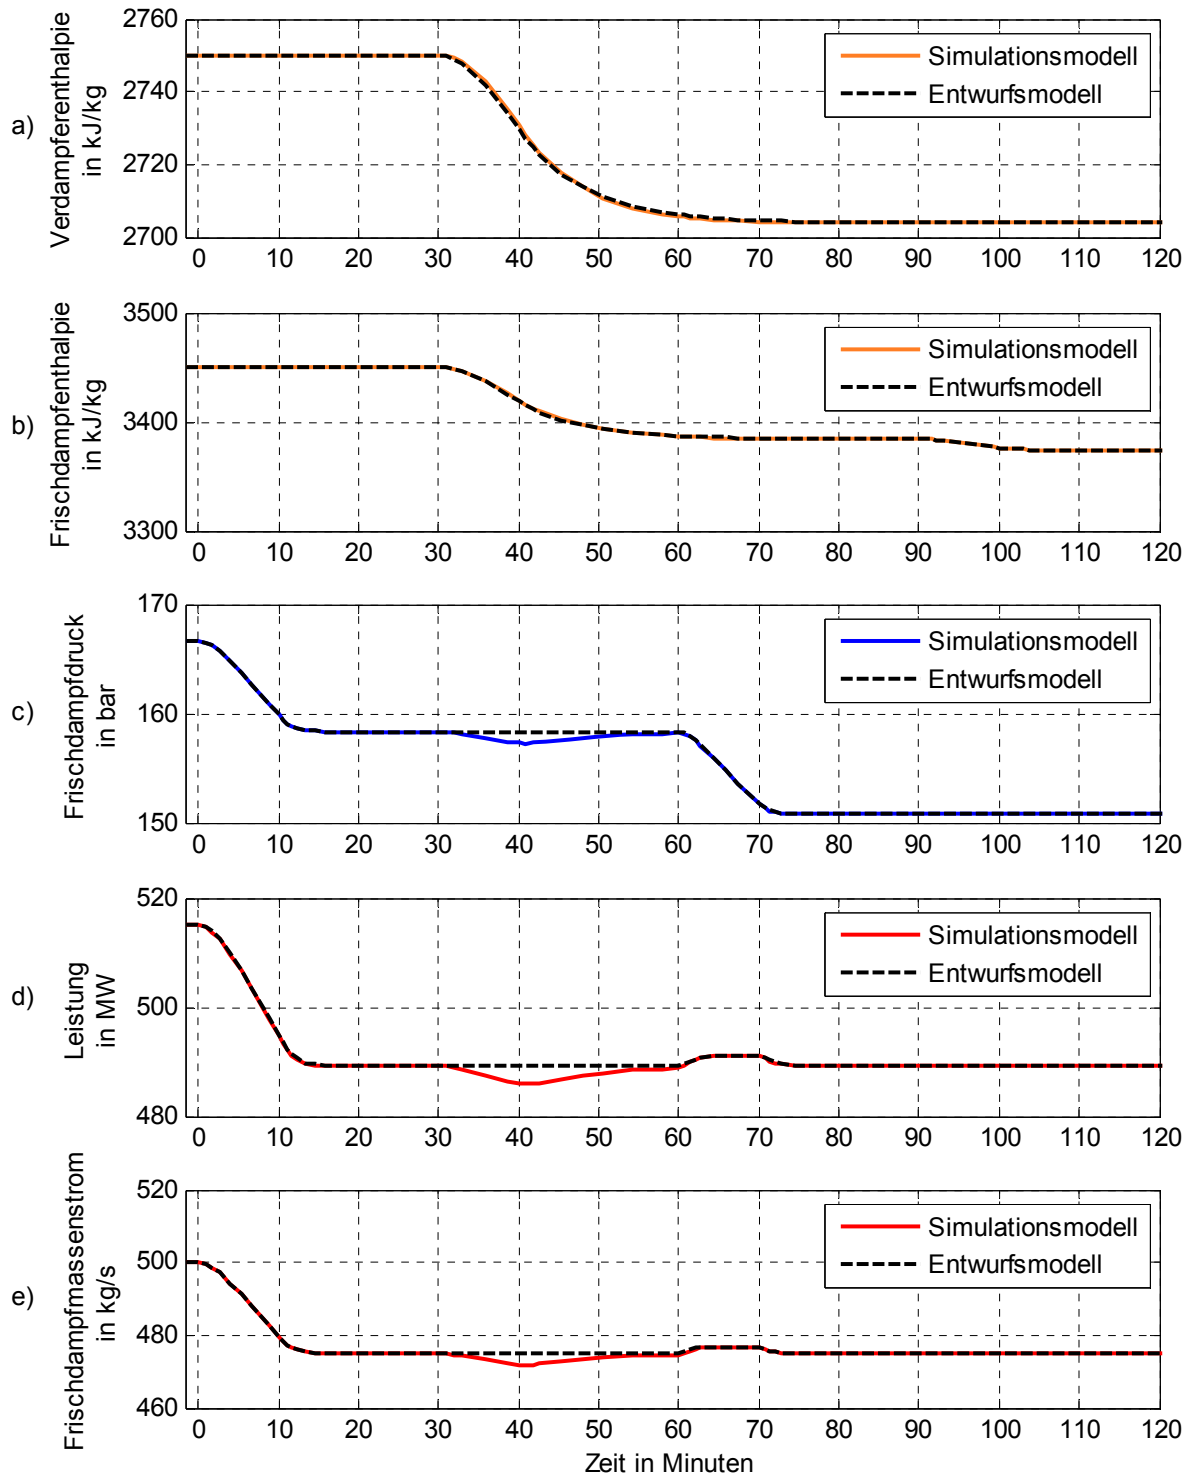 a)
Verdampferenthalpie
in kJ/kg
2760
2740
2720
2700
Simulationsmodell
Entwurfsmodell
0 10 20 30 40 50 60 70 80 90 100 110 120
b)
Frischdampfenthalpie
in kJ/kg
3500
3400
3300
Simulationsmodell
Entwurfsmodell
0 10 20 30 40 50 60 70 80 90 100 110 120
c)
Frischdampfdruck
in bar
170
160
150
Simulationsmodell
Entwurfsmodell
0 10 20 30 40 50 60 70 80 90 100 110 120
d)
Leistung
in MW
520
500
480
Simulationsmodell
Entwurfsmodell
0 10 20 30 40 50 60 70 80 90 100 110 120
e)
Frischdampfmassenstrom
in kg/s
520
500
480
460
Simulationsmodell
Entwurfsmodell
0 10 20 30 40 50 60 70 80 90 100 110 120
Zeit in Minuten